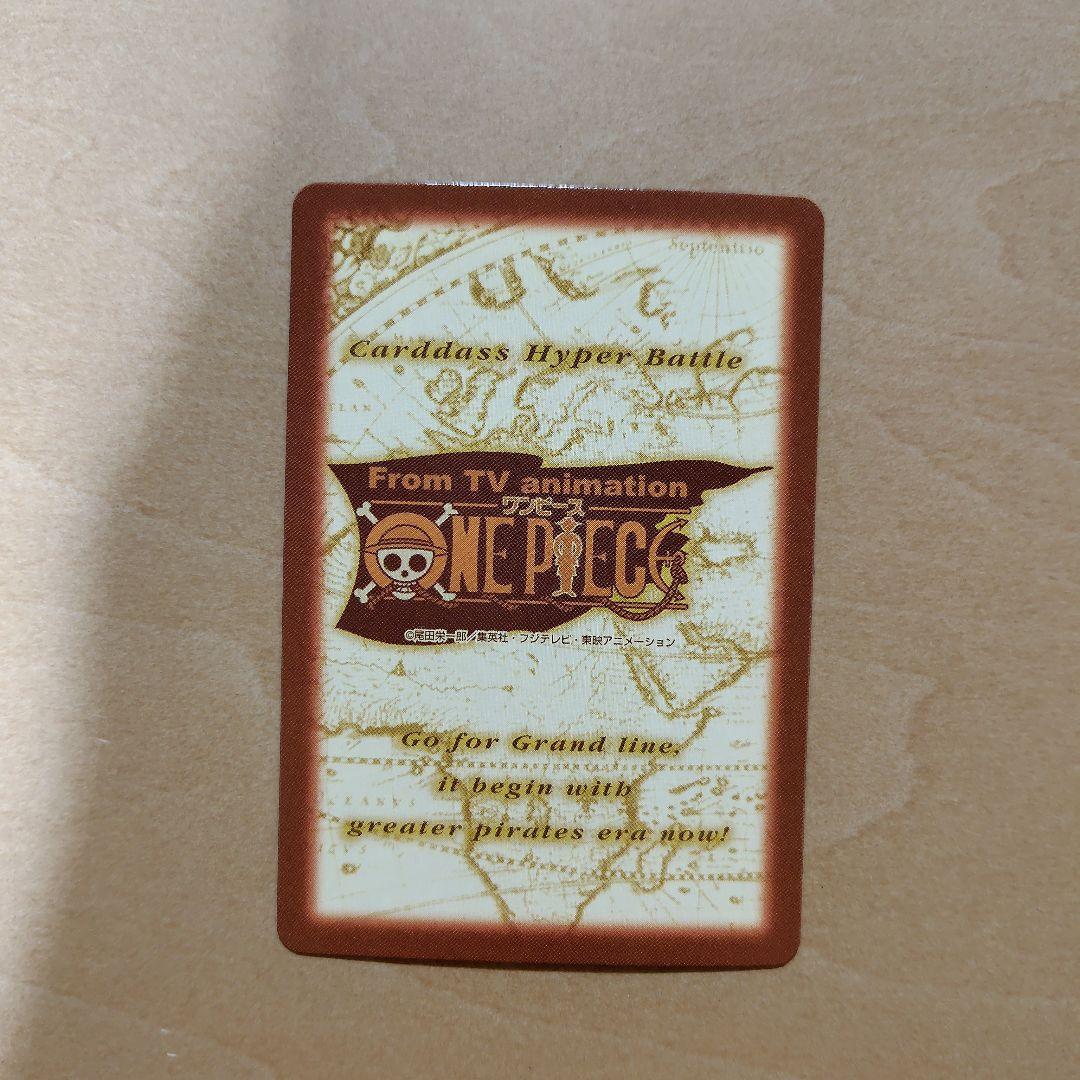 Septentrio
Carddass Hyper Battle
From TV animation
ワンピース
ONE PIECE
©尾田栄一郎／集英社・フジテレビ・東映アニメーション
Go for Grand line,
it begin with
greater pirates era now!